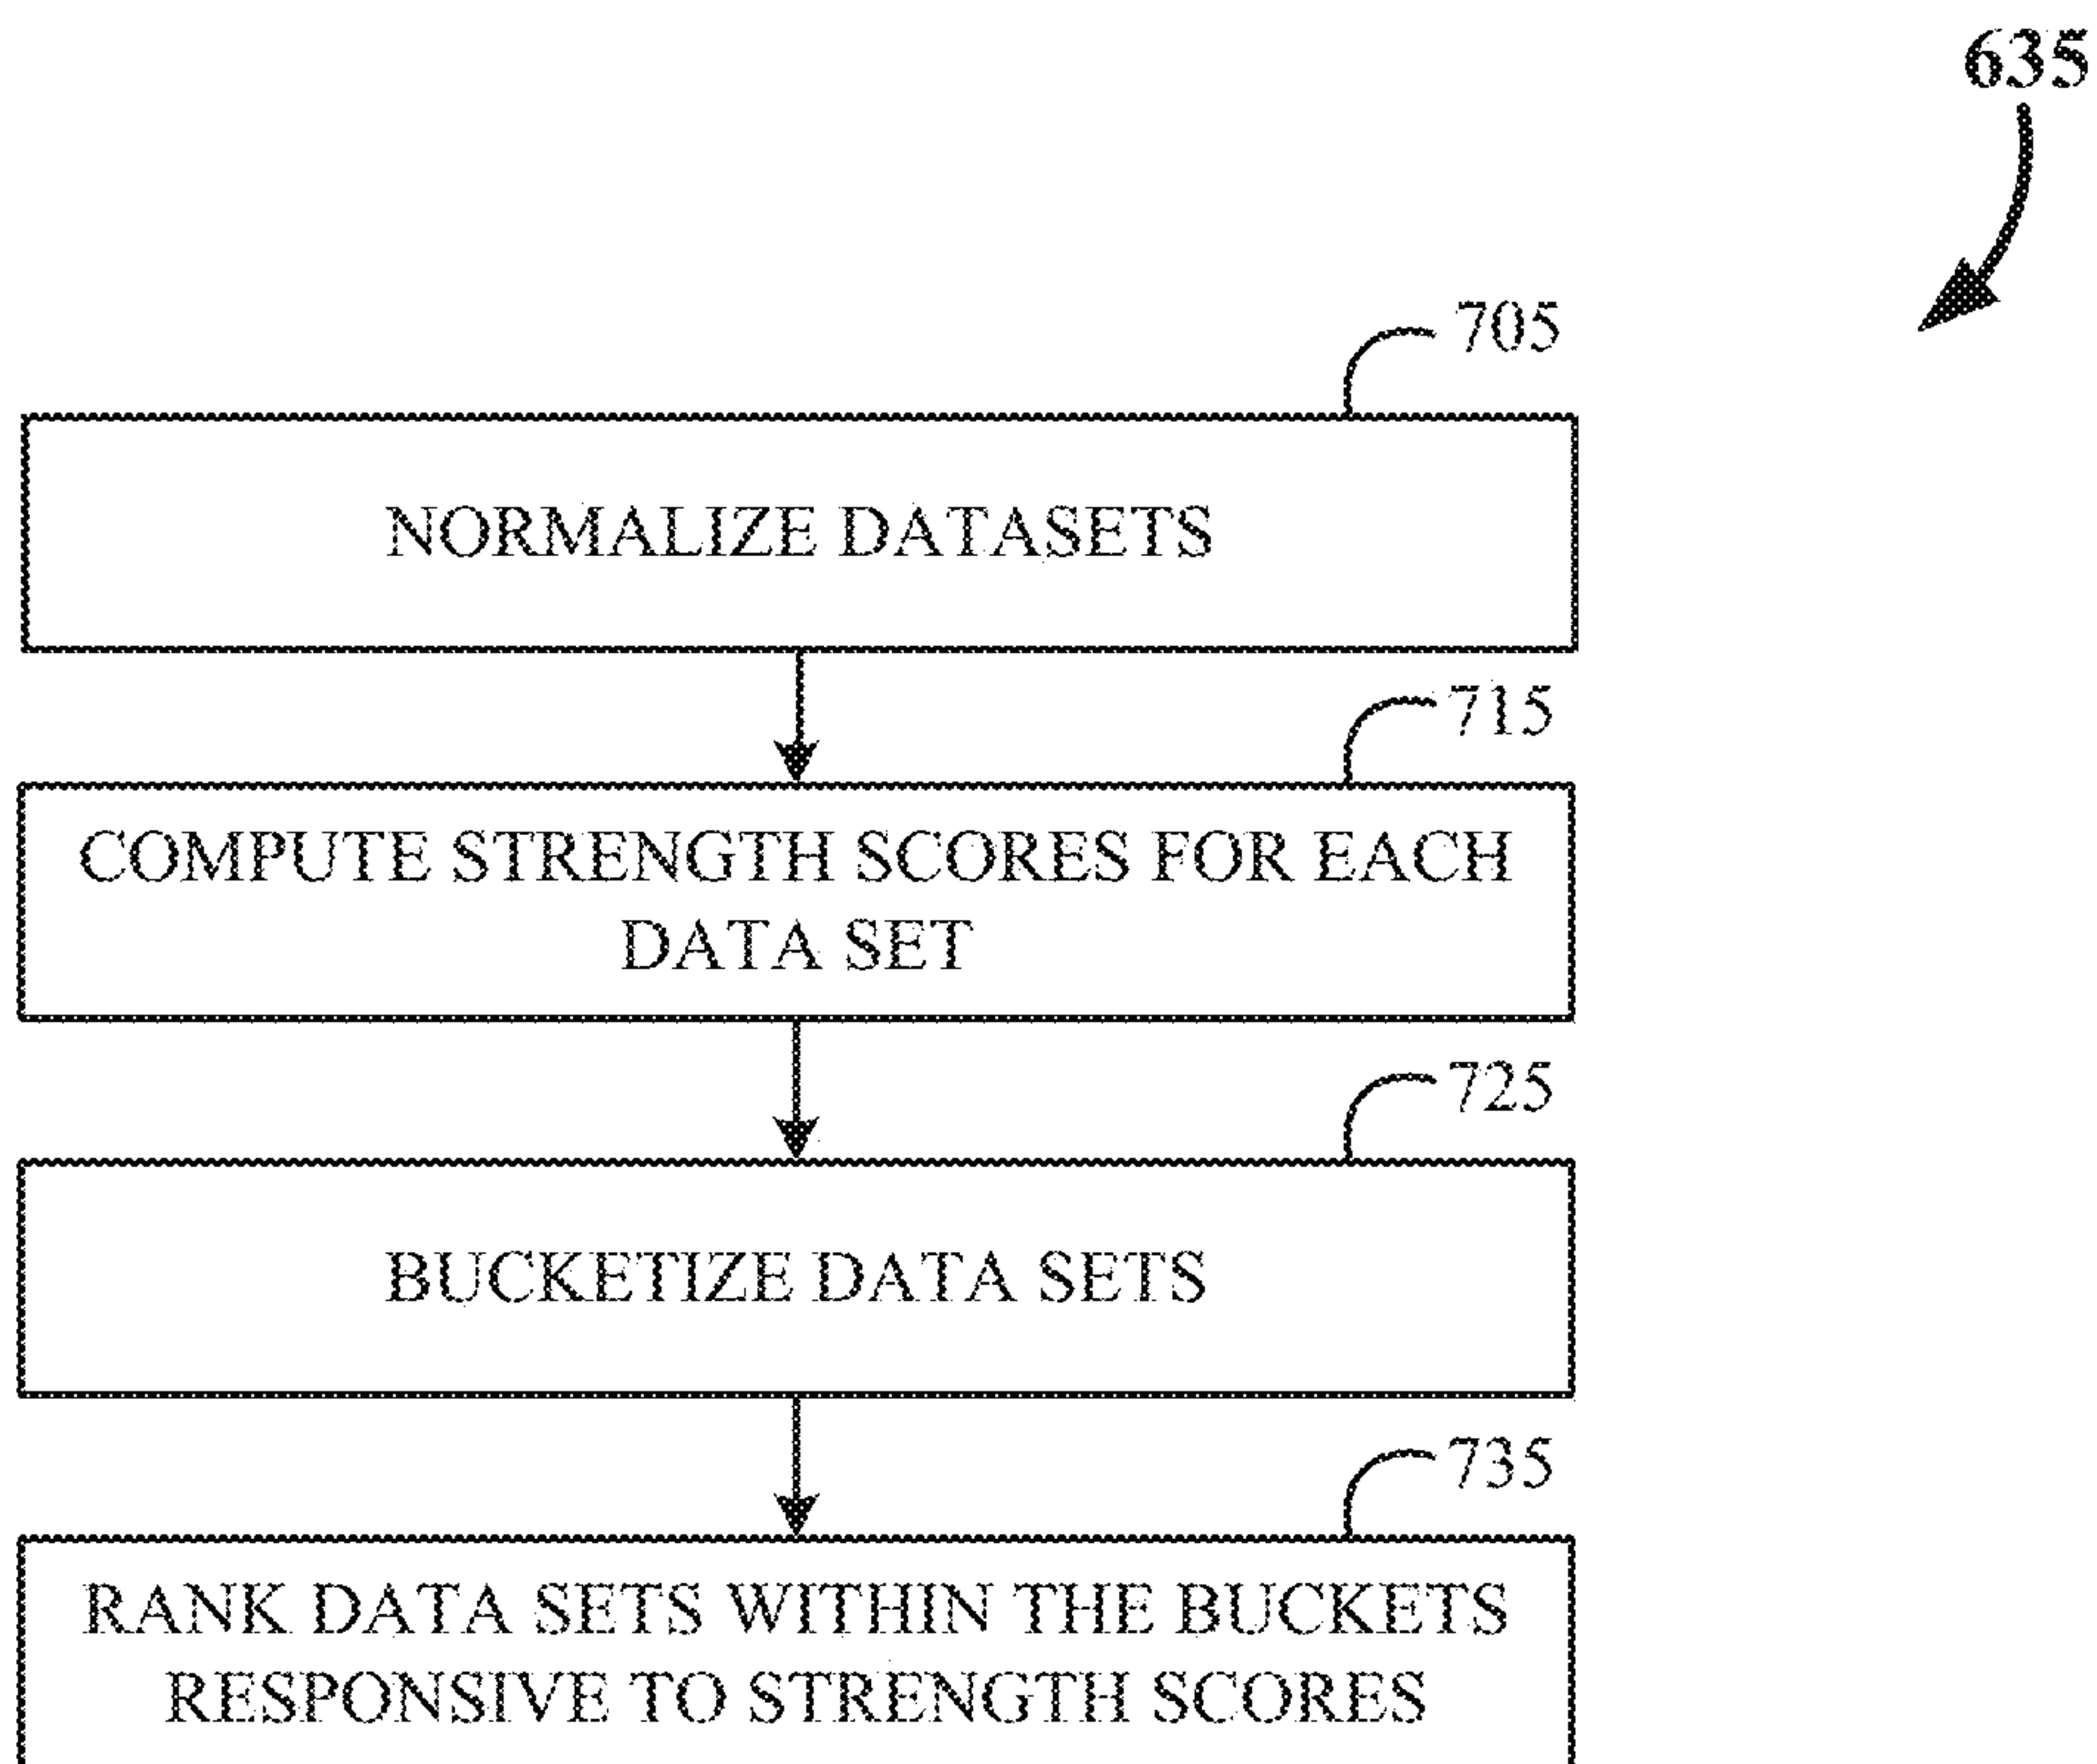 635
705
NORMALIZE DATASETS
715
COMPUTE STRENGTH SCORES FOR EACH
DATA SET
725
BUCKETIZE DATA SETS
735
RANK DATA SETS WITHIN THE BUCKETS
RESPONSIVE TO STRENGTH SCORES